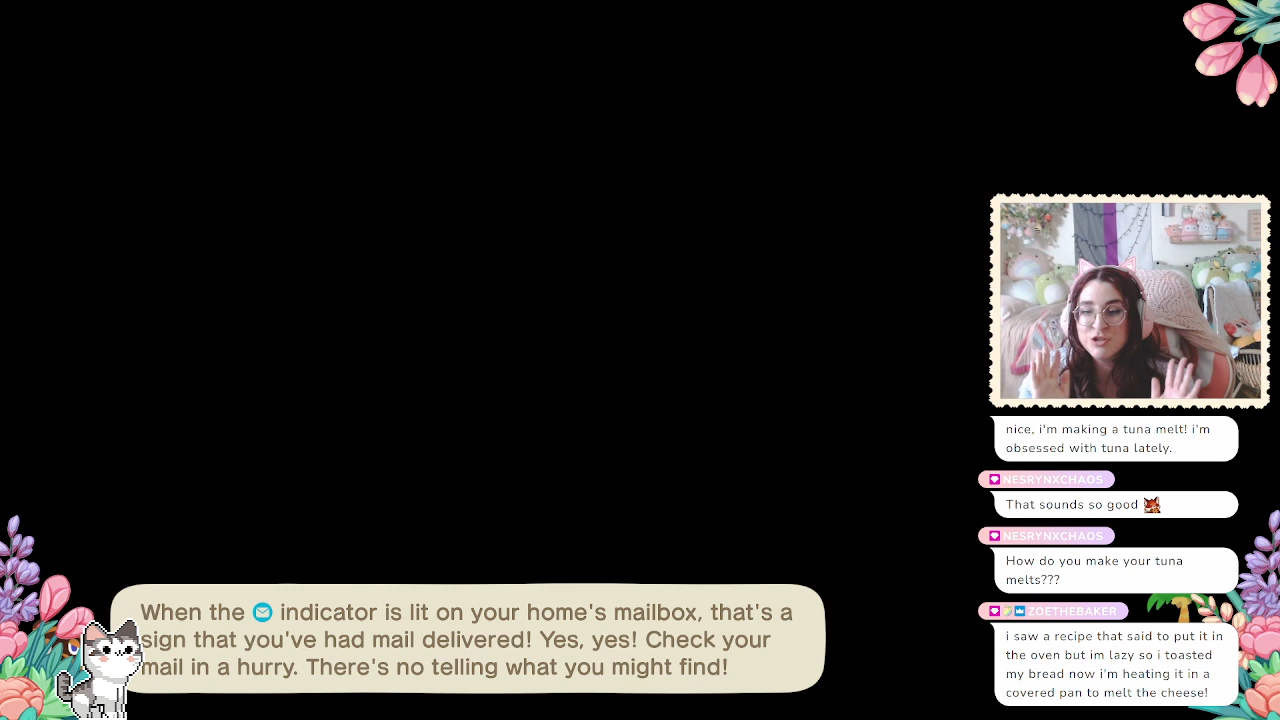 nice, i'm making a tuna melt! i'm
obsessed with tuna lately.
NESRYNXCHAOS
That sounds so good
NESRYNXCHAOS
How do you make your tuna
melts???
ZOETHEBAKER
i saw a recipe that said to put it in
the oven but im lazy so i toasted
my bread now i'm heating it in a
covered pan to melt the cheese!
When the indicator is lit on your home's mailbox, that's a
sign that you've had mail delivered! Yes, yes! Check your
mail in a hurry. There's no telling what you might find!